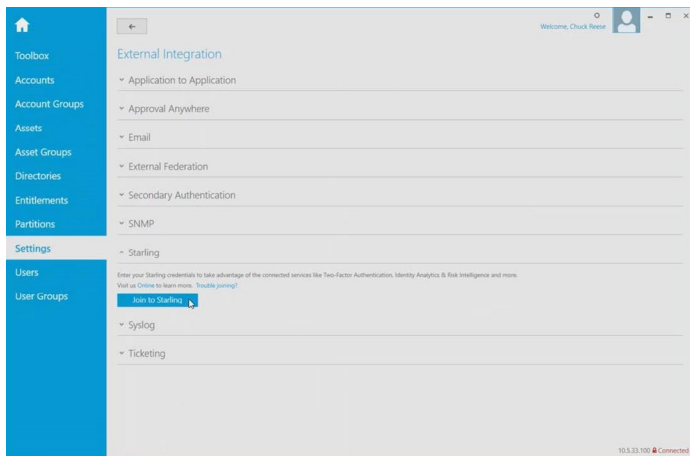 Welcome, Chuck Reese
Toolbox
Accounts
Account Groups
Assets
Asset Groups
Directories
Entitlements
Partitions
Settings
Users
User Groups
External Integration
Application to Application
Approval Anywhere
Email
External Federation
Secondary Authentication
SNMP
Starling
Enter your Starling credentials to take advantage of the connected services like Two-Factor Authentication, Identity Analytics & Risk Intelligence and more.
Visit us Online to learn more. Trouble joining?
Join to Starling
Syslog
Ticketing
10.5.33.100 Connected